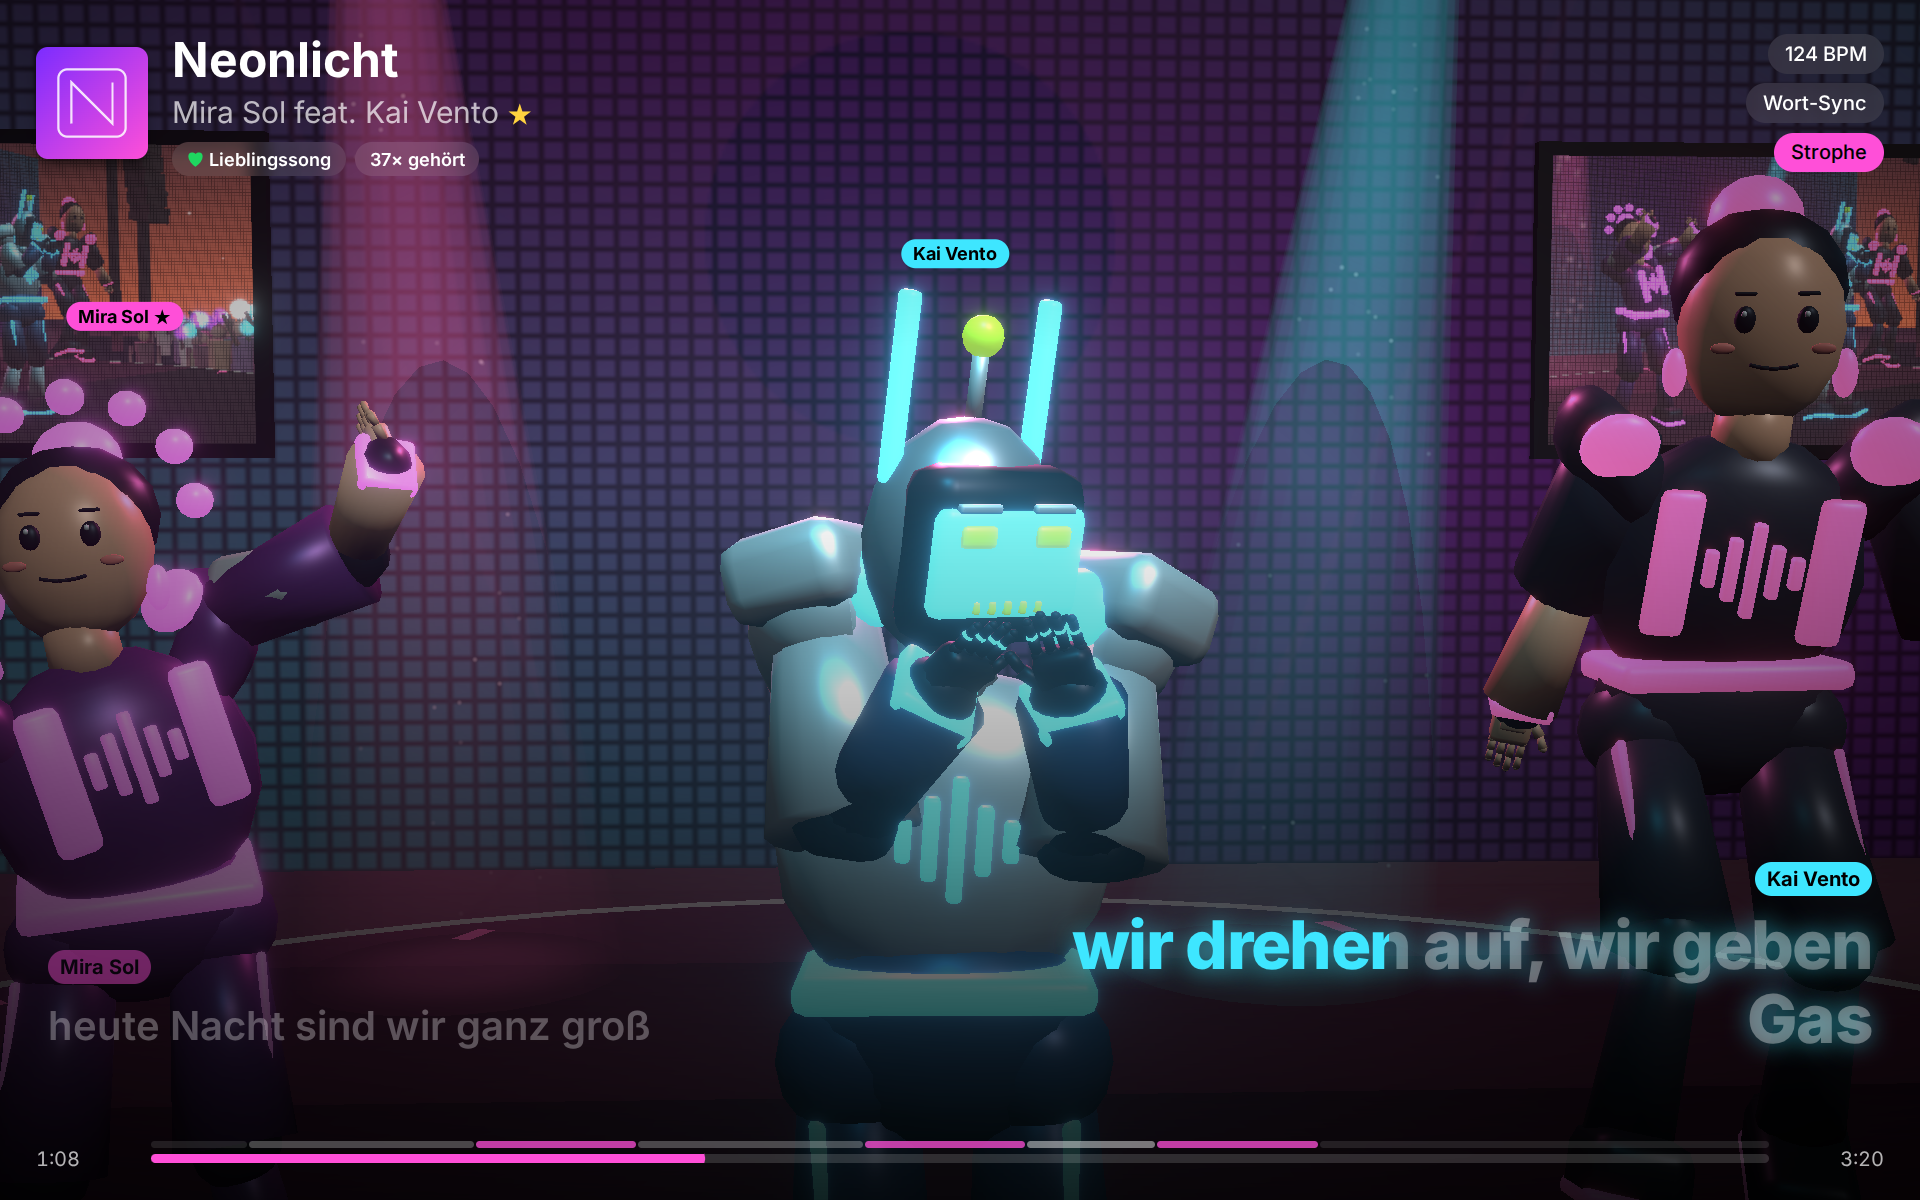 N
Neonlicht
Mira Sol feat. Kai Vento ★
Lieblingssong
37× gehört
124 BPM
Wort-Sync
Strophe
Kai Vento
Mira Sol ★
M
M
M
Kai Vento
wir drehen auf, wir geben
Gas
Mira Sol
heute Nacht sind wir ganz groß
1:08
3:20